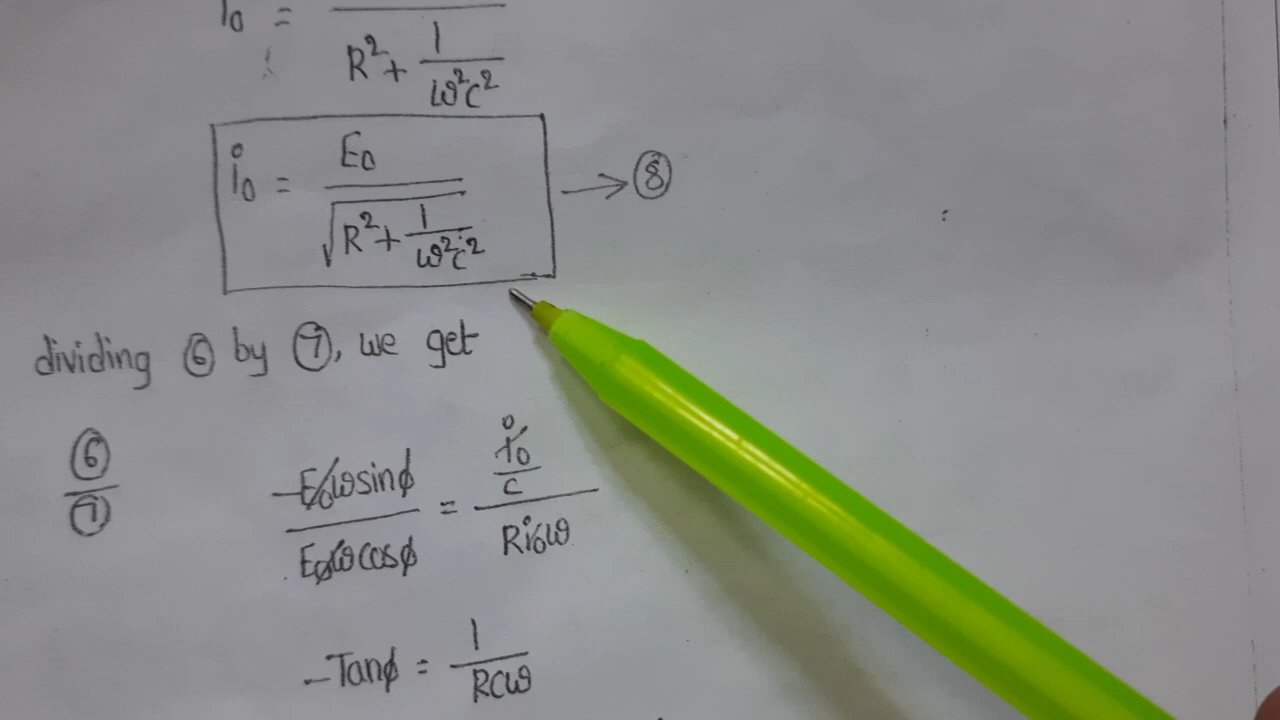 i₀ =
R² + 1/ω²c²
i₀ = E₀ / √(R² + 1/ω²c²) → ⑧
dividing ⑥ by ⑦, we get
⑥/⑦ -E₀ωsinϕ / E₀ωcosϕ = (i₀/c) / Ri₀ω
-Tanϕ = 1/RCω